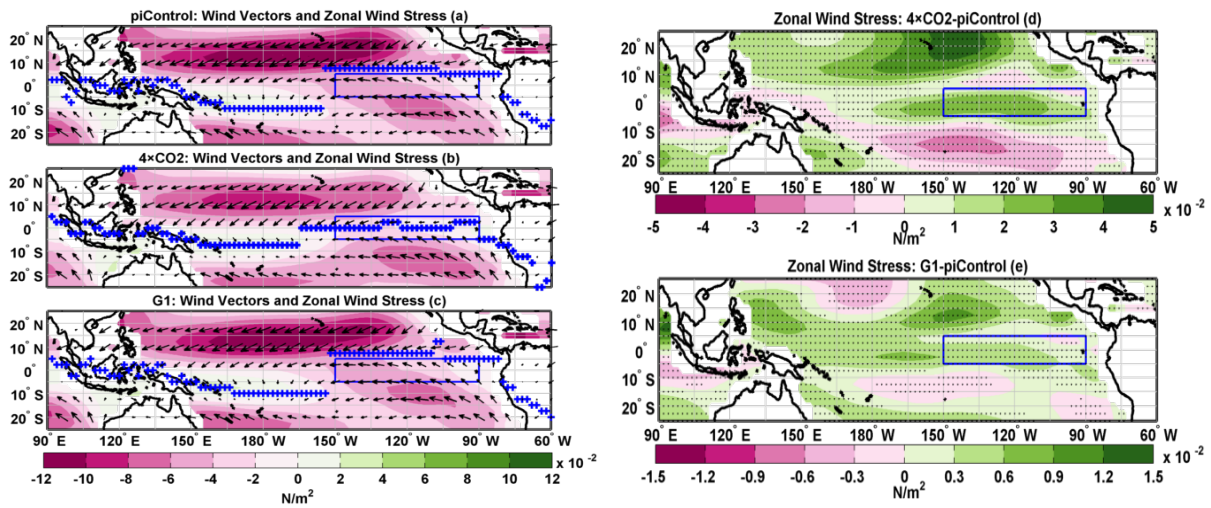 piControl: Wind Vectors and Zonal Wind Stress (a)
20° N
10° N
0°
10° S
20° S
4×CO2: Wind Vectors and Zonal Wind Stress (b)
20° N
10° N
0°
10° S
20° S
G1: Wind Vectors and Zonal Wind Stress (c)
20° N
10° N
0°
10° S
20° S
90° E 120° E 150° E 180° E 150° W 120° W 90° W 60° W
-12 -10 -8 -6 -4 -2 0 2 4 6 8 10 12
x 10 -2
N/m2
Zonal Wind Stress: 4×CO2-piControl (d)
20° N
10° N
0°
10° S
20° S
90° E 120° E 150° E 180° E 150° W 120° W 90° W 60° W
-5 -4 -3 -2 -1 0 1 2 3 4 5
x 10 -2
N/m2
Zonal Wind Stress: G1-piControl (e)
20° N
10° N
0°
10° S
20° S
90° E 120° E 150° E 180° E 150° W 120° W 90° W 60° W
-1.5 -1.2 -0.9 -0.6 -0.3 0 0.3 0.6 0.9 1.2 1.5
x 10 -2
N/m2